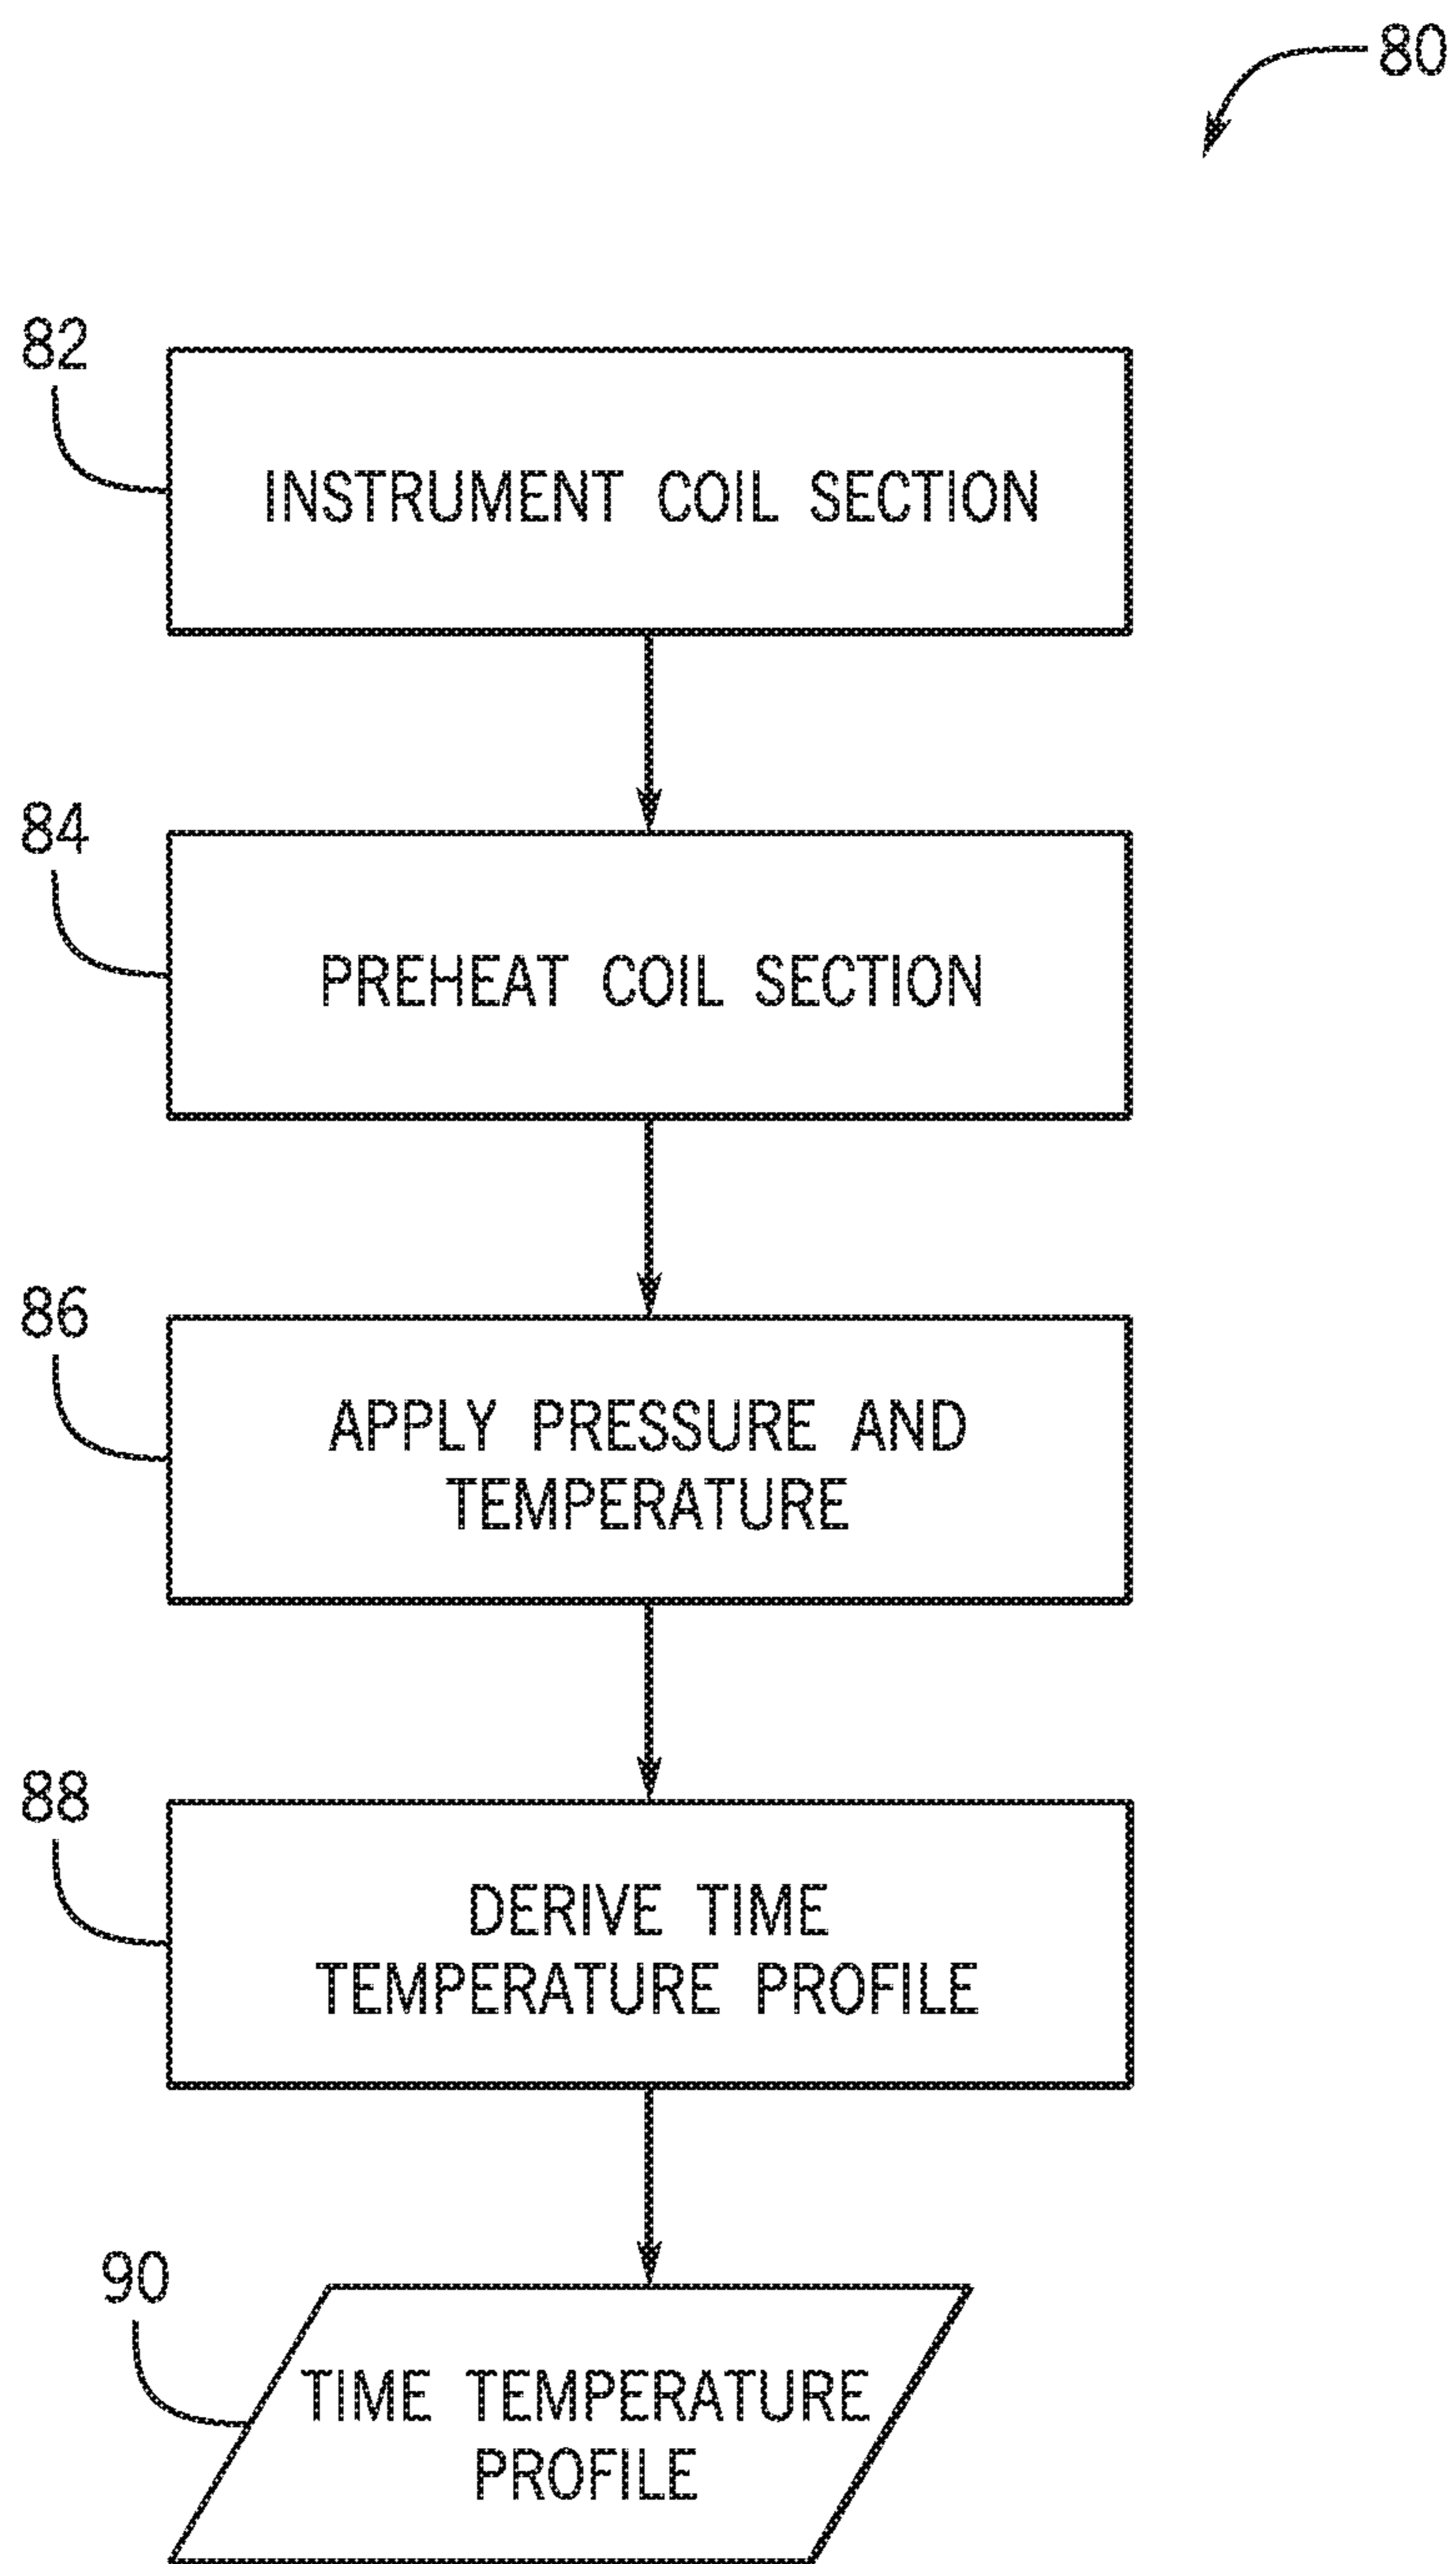 80
82
INSTRUMENT COIL SECTION
84
PREHEAT COIL SECTION
86
APPLY PRESSURE AND
TEMPERATURE
88
DERIVE TIME
TEMPERATURE PROFILE
90
TIME TEMPERATURE
PROFILE